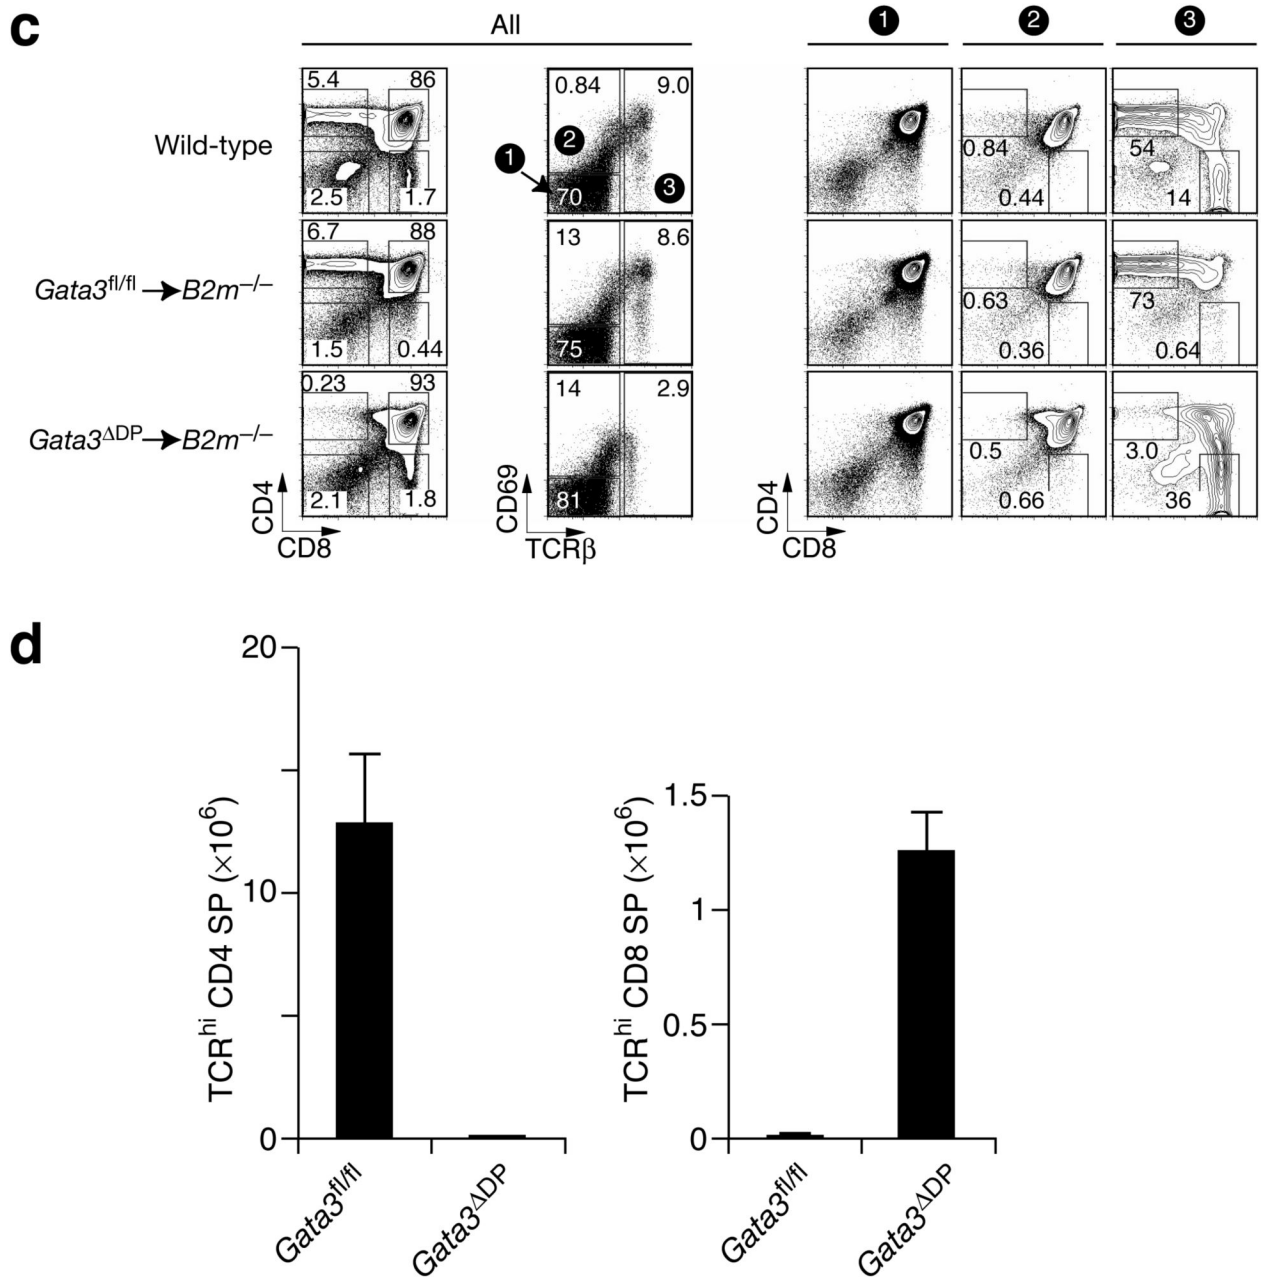 c
All
1 2 3
Wild-type
5.4 86
2.5 1.7
0.84 9.0
1 2 3
70
0.84
0.44
54
14
Gata3fl/fl → B2m–/–
6.7 88
1.5 0.44
13 8.6
75
0.63
0.36
73
0.64
Gata3ΔDP → B2m–/–
0.23 93
2.1 1.8
14 2.9
81
0.5
0.66
3.0
36
CD4
CD8
CD69
TCRβ
CD4
CD8
d
TCRhi CD4 SP (×106)
20
10
0
Gata3fl/fl
Gata3ΔDP
TCRhi CD8 SP (×106)
1.5
1
0.5
0
Gata3fl/fl
Gata3ΔDP